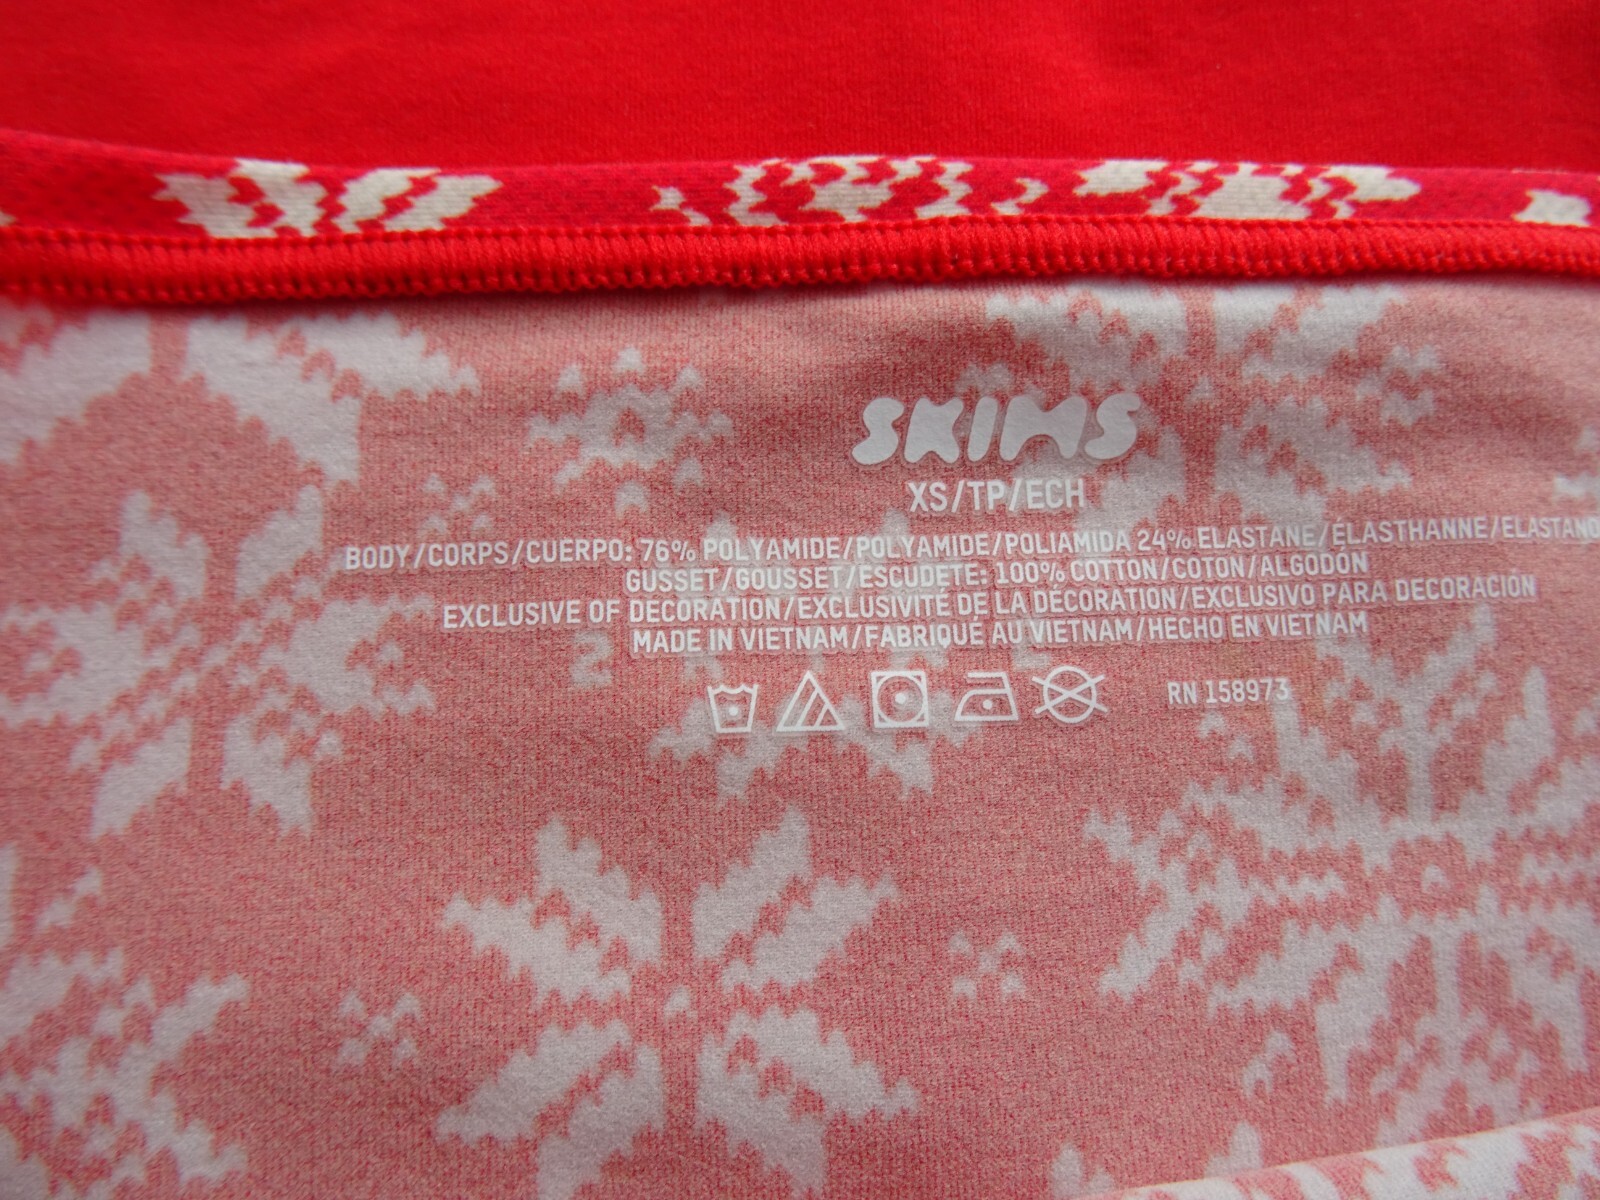 SKIMS
XS/TP/ECH
BODY/CORPS/CUERPO: 76% POLYAMIDE/POLYAMIDE/POLIAMIDA 24% ELASTANE/ÉLASTHANNE/ELASTANO
GUSSET/GOUSSET/ESCUDETE: 100% COTTON/COTON/ALGODÓN
EXCLUSIVE OF DECORATION/EXCLUSIVITÉ DE LA DÉCORATION/EXCLUSIVO PARA DECORACIÓN
MADE IN VIETNAM/FABRIQUÉ AU VIETNAM/HECHO EN VIETNAM
RN 158973